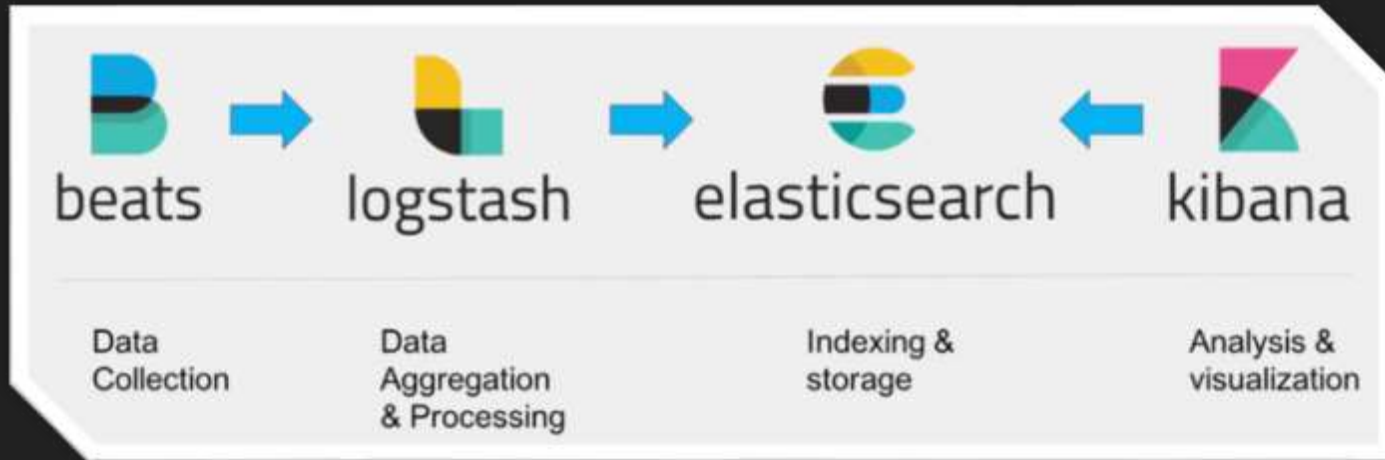 beats
logstash
elasticsearch
kibana
Data
Collection
Data
Aggregation
& Processing
Indexing &
storage
Analysis &
visualization